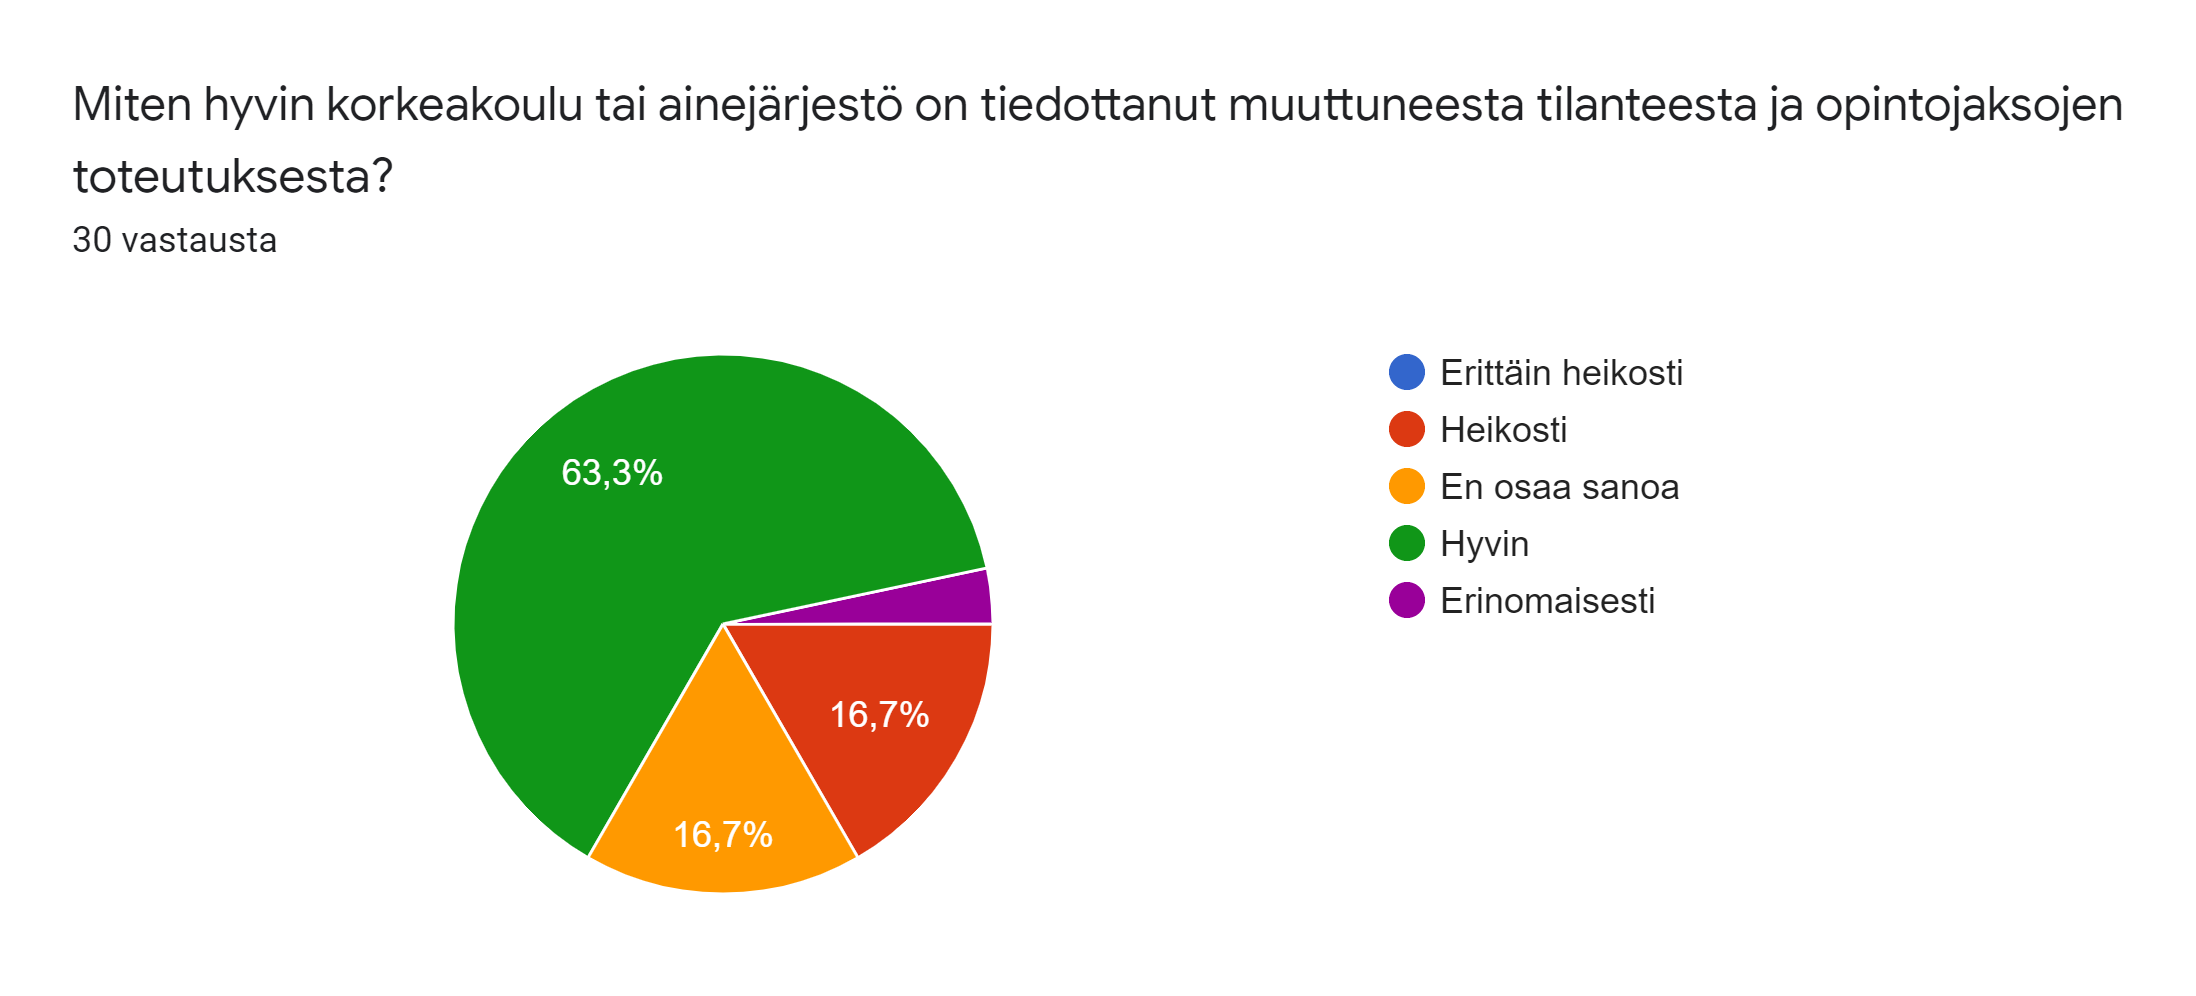 Miten hyvin korkeakoulu tai ainejärjestö on tiedottanut muuttuneesta tilanteesta ja opintojaksojen
toteutuksesta?
30 vastausta
Erittäin heikosti
Heikosti
En osaa sanoa
Hyvin
Erinomaisesti
63,3%
16,7%
16,7%